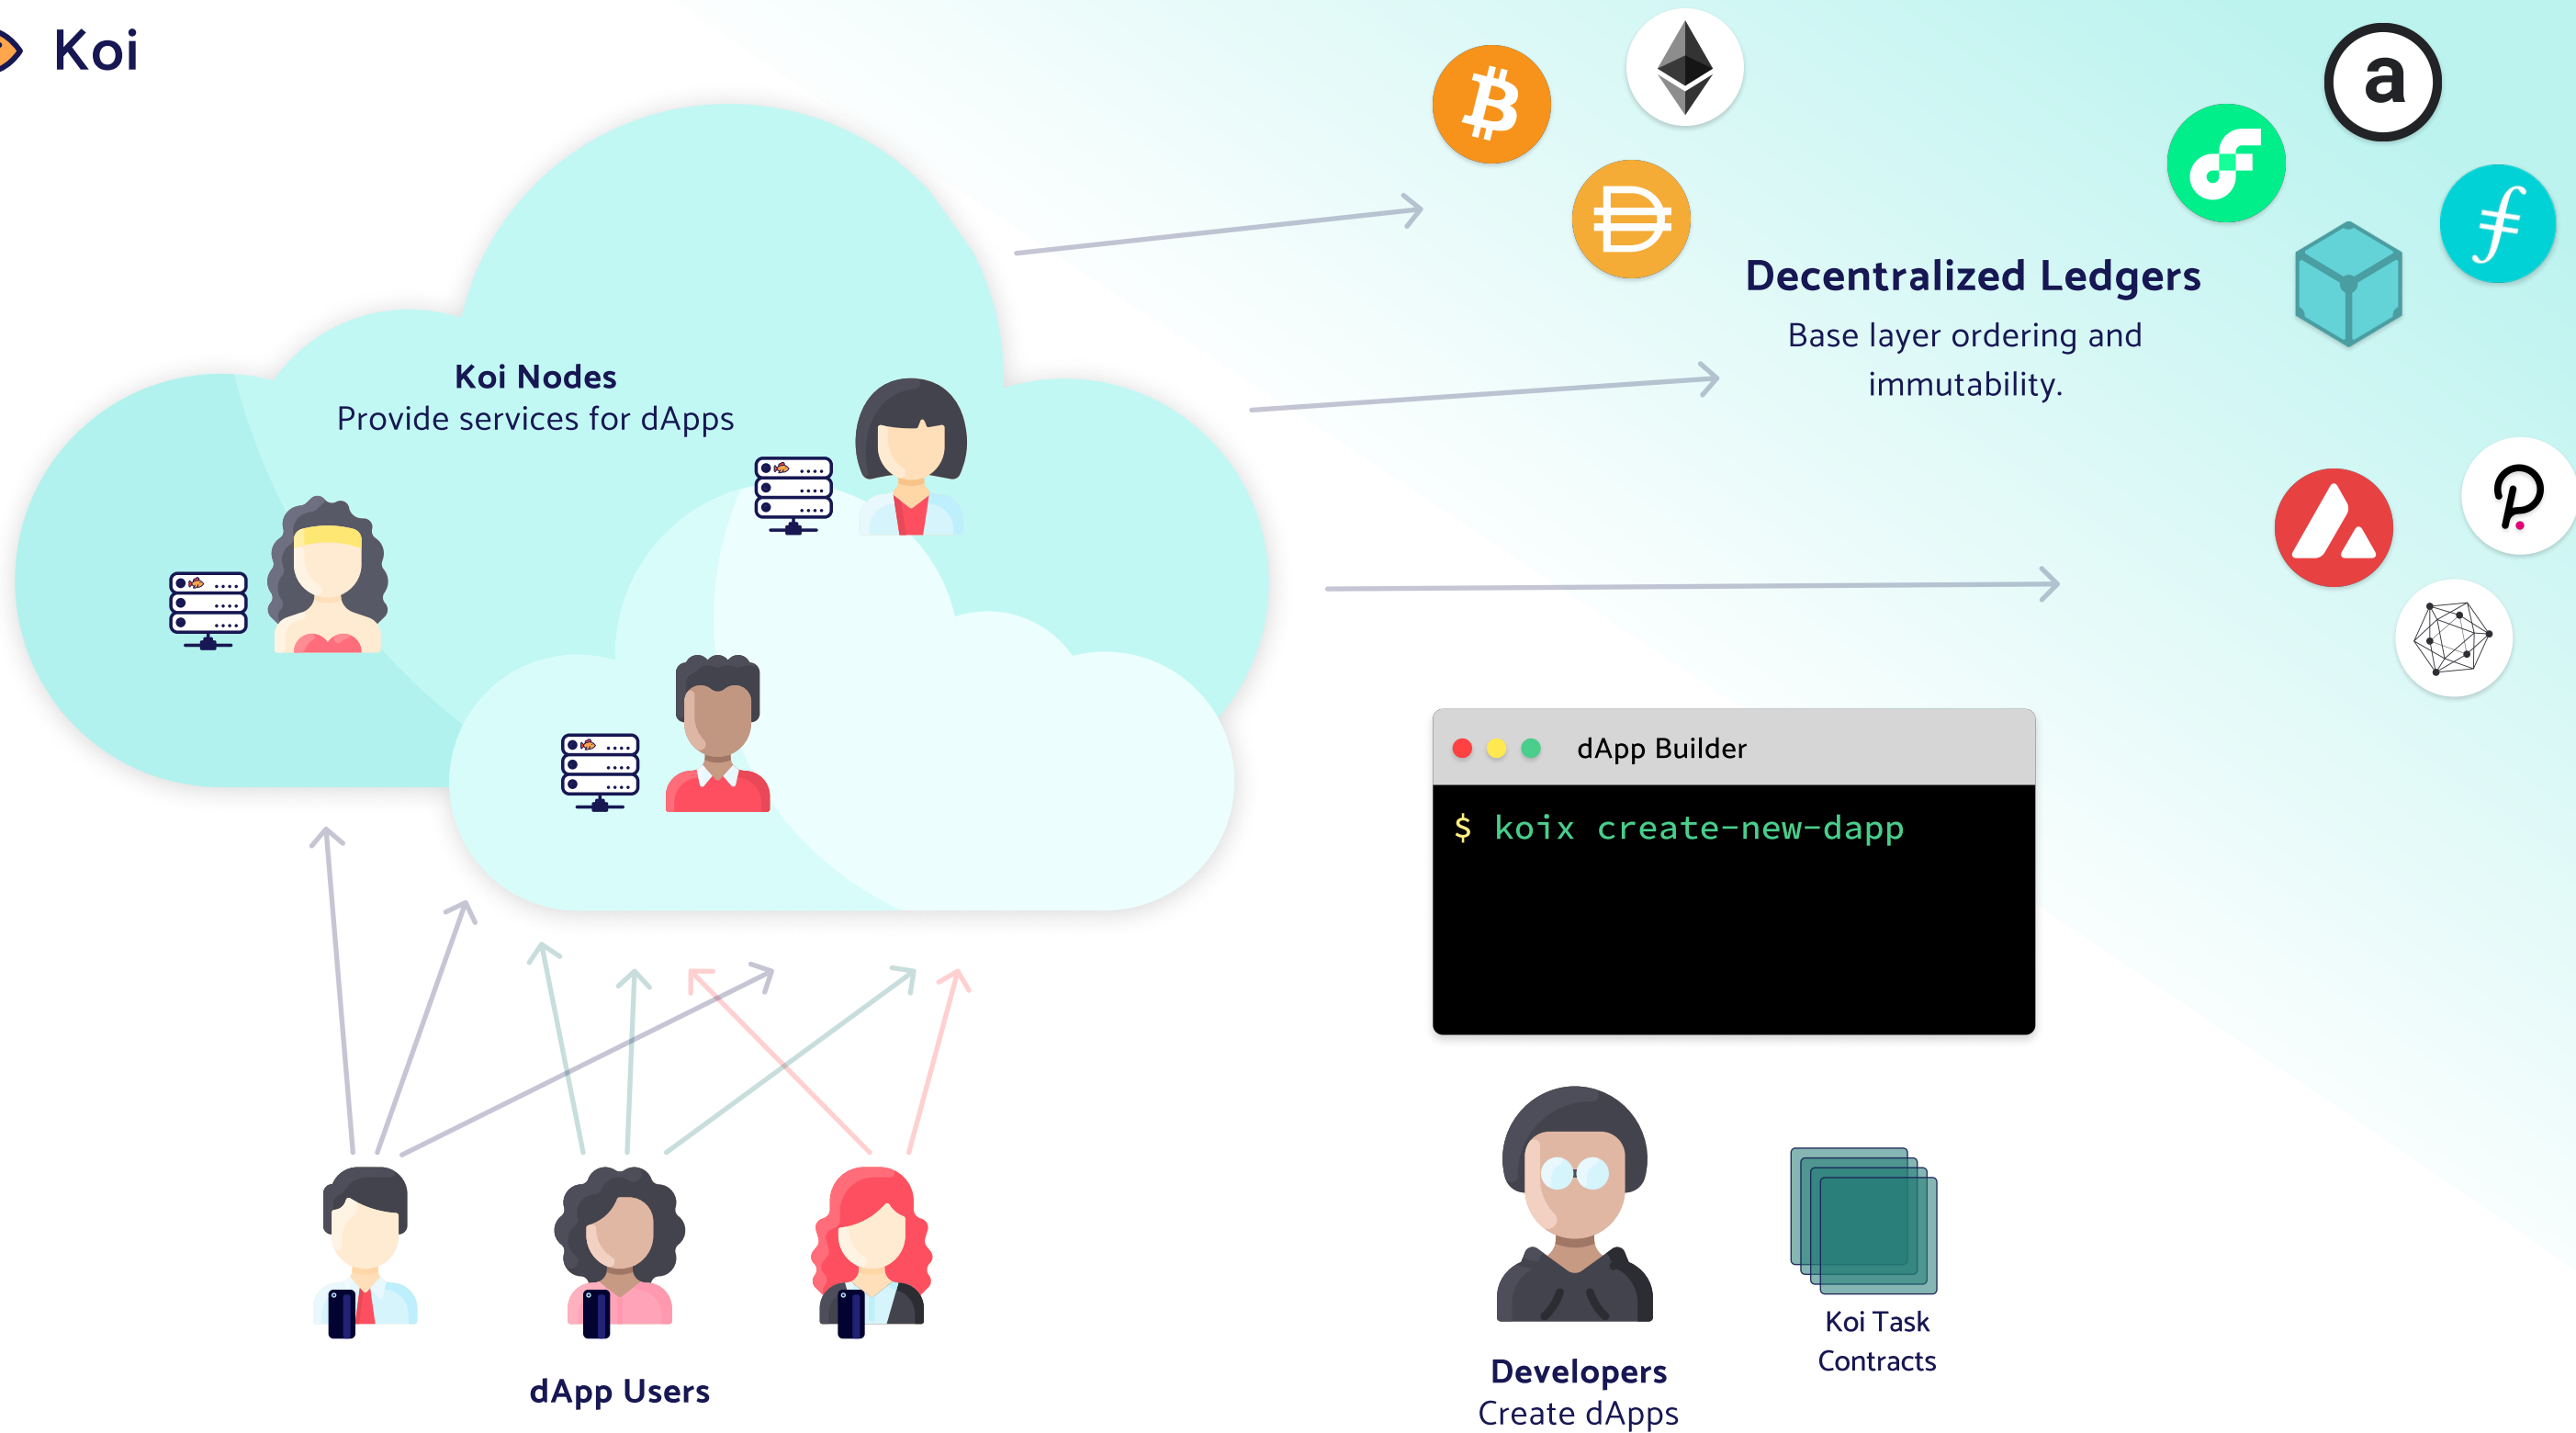 Koi
Koi Nodes
Provide services for dApps
Decentralized Ledgers
Base layer ordering and
immutability.
dApp Builder
$ koix create-new-dapp
dApp Users
Developers
Create dApps
Koi Task
Contracts
a